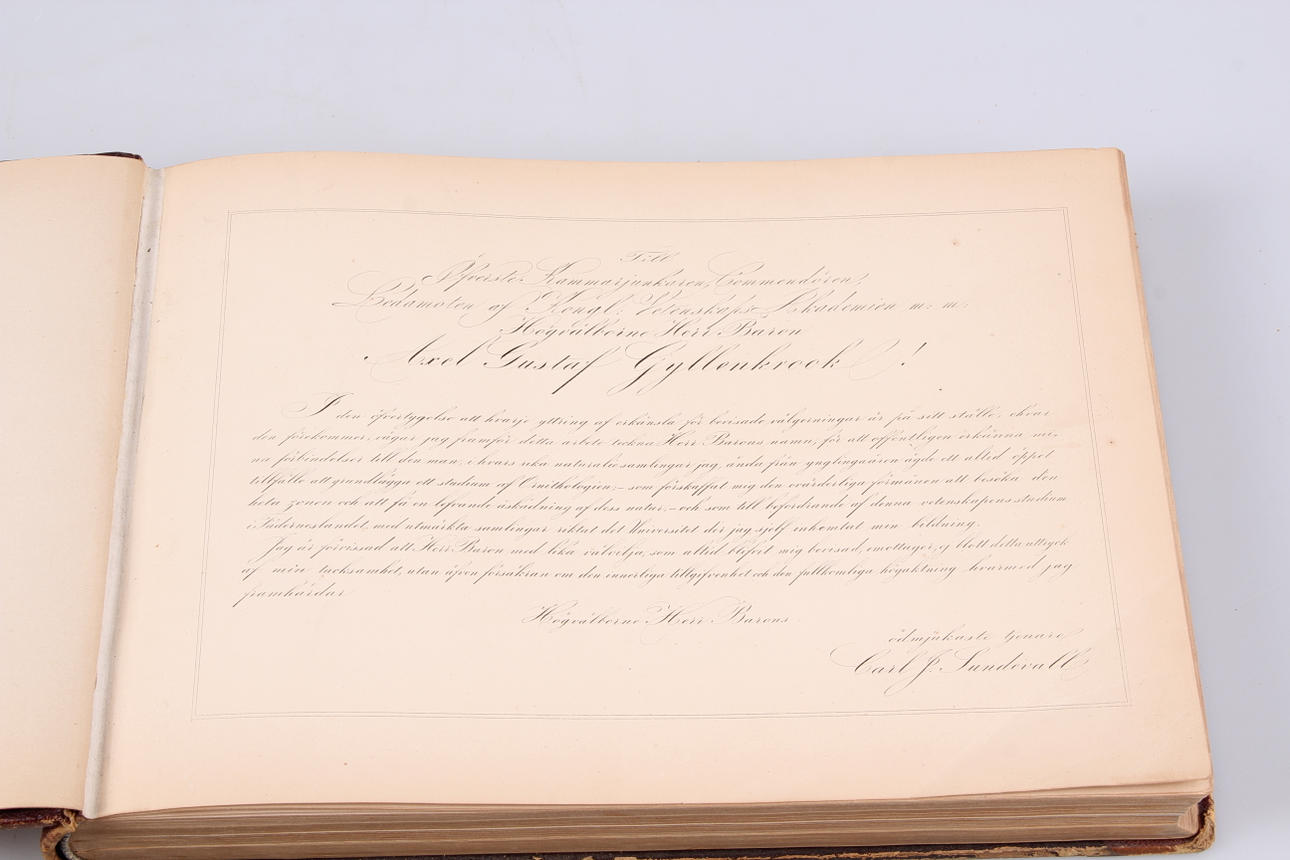 Till
Öfverste Kammarjunkaren, Commendören,
Ledamoten af Kongl. Vetenskaps-Akademien m. m.
Högvälborne Herr Baron
Axel Gustaf Gyllenkrook!
I den öfvertygelse att hvarje yttring af erkänsla för bevisade välgerningar är på sitt ställe, ehvar
den förekommer, vågar jag framför detta arbete teckna Herr Barons namn, för att offentligen erkänna mi-
na förbindelser till den man, i hvars rika naturaliesamlingar jag, ända från ynglingaåren ägde ett altid öppet
tillfälle att grundlägga ett studium af Ornithologien; – som förskaffat mig den ovärderliga förmånen att besöka den
heta zonen och att få en lefvande åskådning af dess natur, – och som till befordrande af denna vetenskapens studium
i Fäderneslandet, med utmärkta samlingar riktat det Universitet der jag sjelf inhemtat min bildning.
Jag är förvissad att Herr Baron med lika välvilja, som altid blifvit mig bevisad, emottager, ej blott detta uttryck
af min tacksamhet, utan äfven försäkran om den innerliga tillgifvenhet och den fullkomliga högaktning hvarmed jag
framhärdar
Högvälborne Herr Barons
ödmjukaste tjenare
Carl J. Sundevall